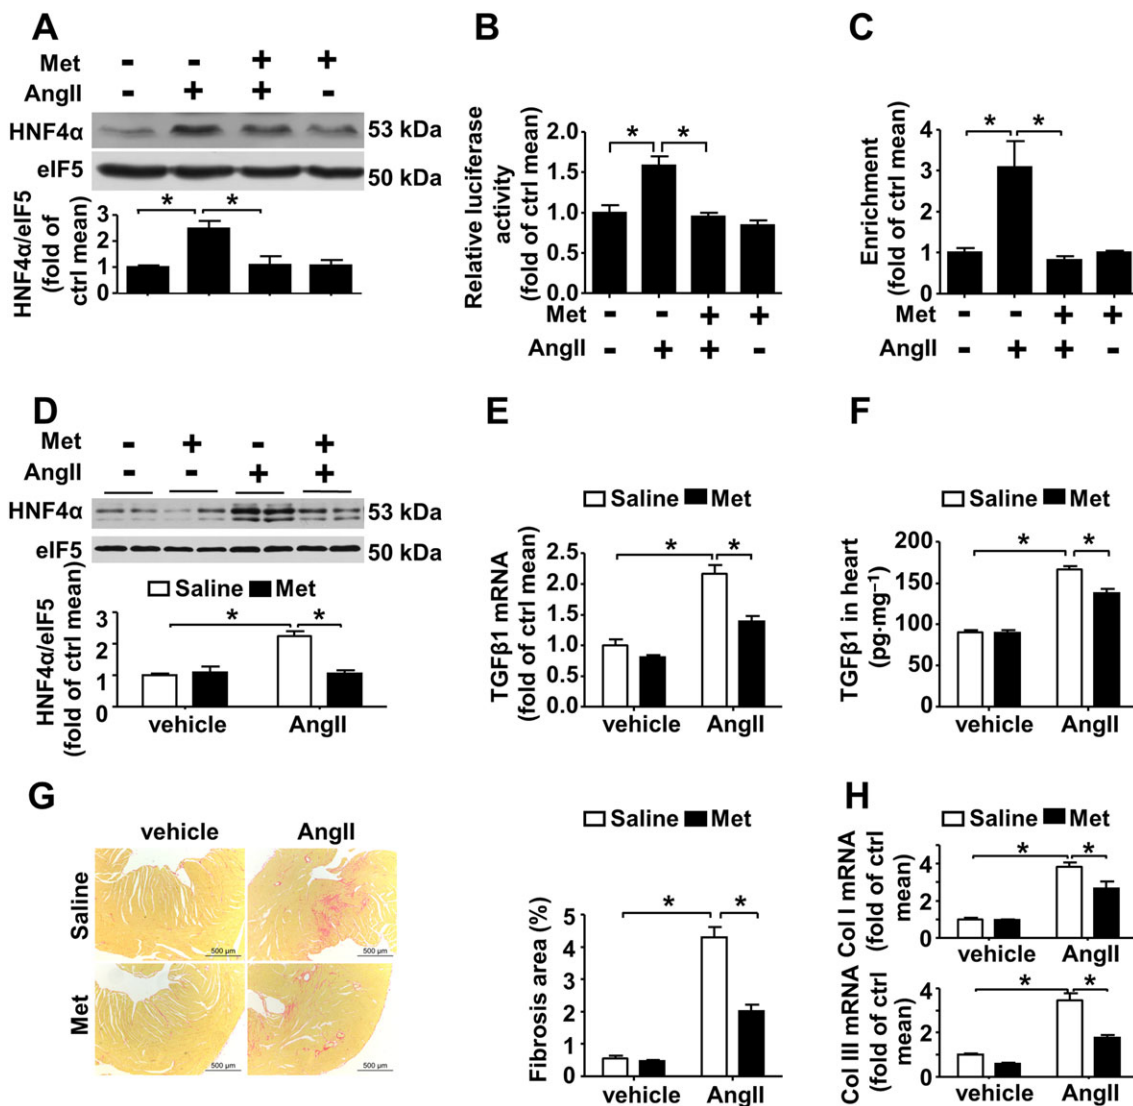 A
Met - - + +
AngII - + + -
HNF4α 53 kDa
eIF5 50 kDa
HNF4α/eIF5
(fold of
ctrl mean)
3
2
1
0
* *
B
Relative luciferase
activity
(fold of ctrl mean)
2.0
1.5
1.0
0.5
0.0
* *
Met - - + +
AngII - + + -
C
Enrichment
(fold of ctrl mean)
4
3
2
1
0
* *
Met - - + +
AngII - + + -
D
Met - + - +
AngII - - + +
HNF4α 53 kDa
eIF5 50 kDa
Saline Met
HNF4α/eIF5
(fold of ctrl mean)
3
2
1
0
* *
vehicle AngII
E
Saline Met
TGFβ1 mRNA
(fold of ctrl mean)
2.5
2.0
1.5
1.0
0.5
0.0
* *
vehicle AngII
F
Saline Met
TGFβ1 in heart
(pg·mg⁻¹)
200
150
100
50
0
* *
vehicle AngII
G
vehicle AngII
Saline
Met
500 µm
500 µm
500 µm
500 µm
Saline Met
Fibrosis area (%)
5
4
3
2
1
0
* *
vehicle AngII
H
Saline Met
Col I mRNA
(fold of ctrl
mean)
4
2
0
* *
vehicle AngII
Col III mRNA
(fold of ctrl
mean)
4
2
0
* *
vehicle AngII